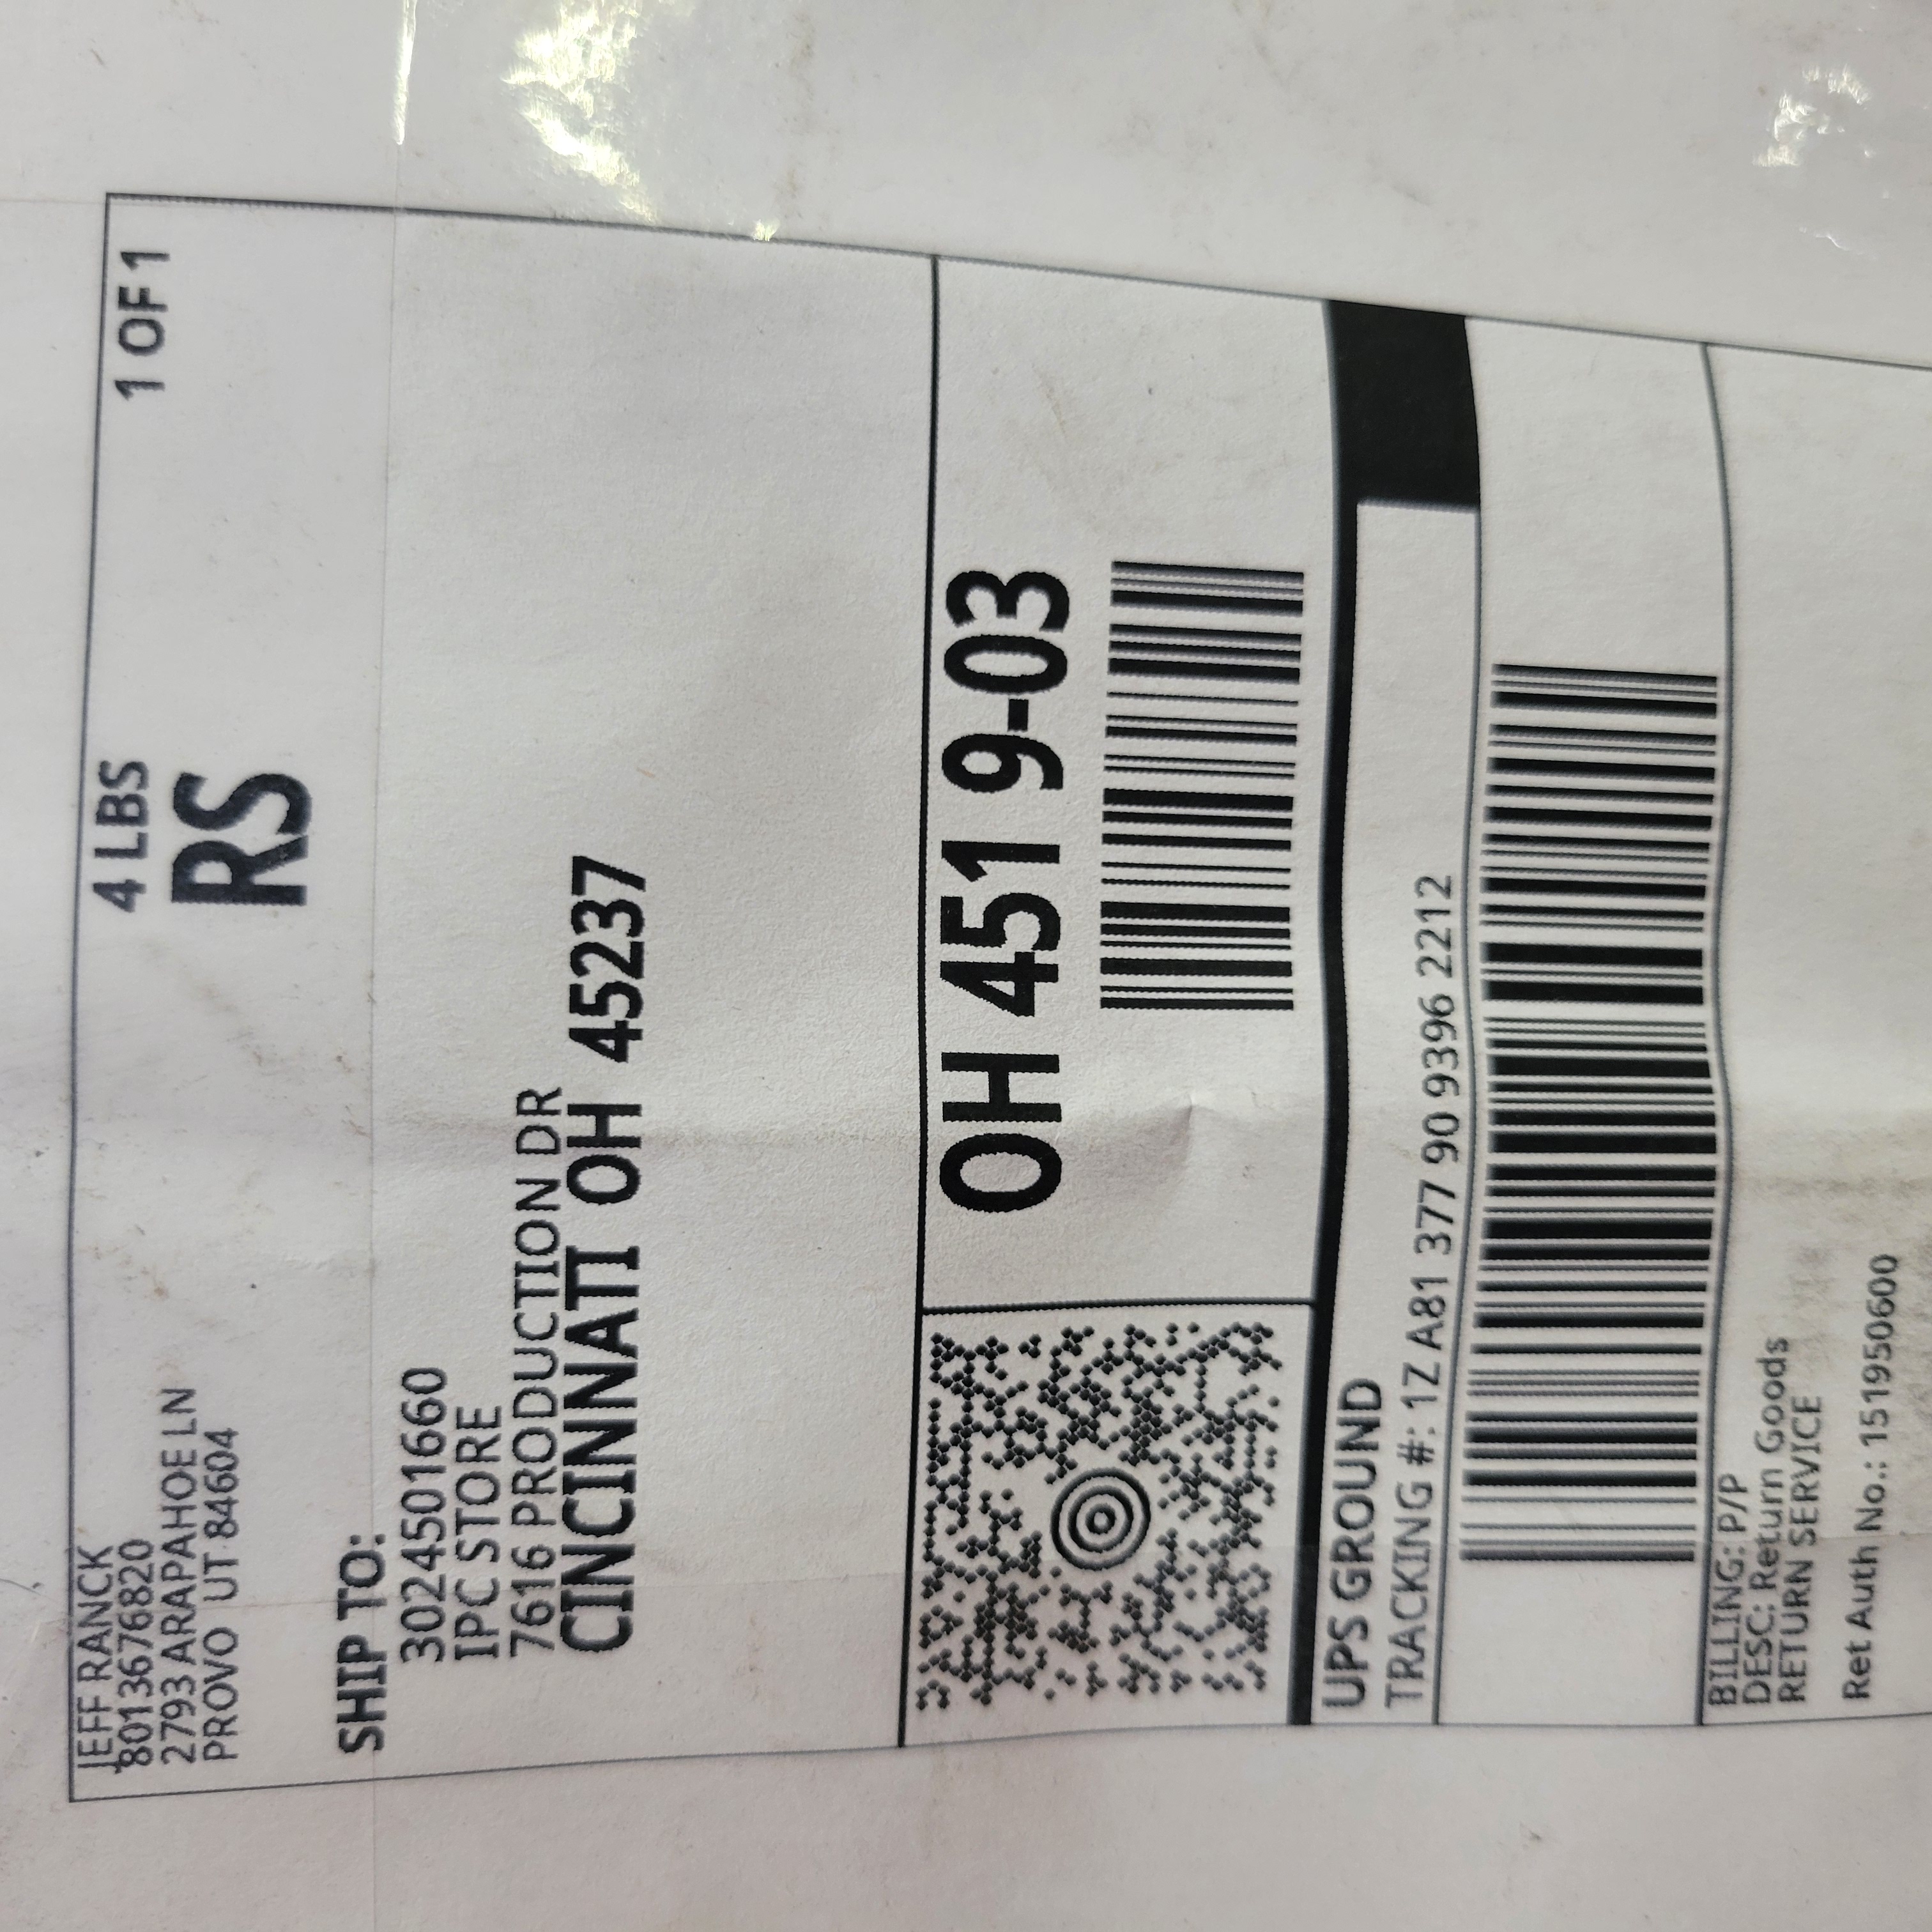 JEFF RANCK
8013676820
2793 ARAPAHOE LN
PROVO UT 84604
4 LBS
1 OF 1
RS
SHIP TO:
3024501660
IPC STORE
7616 PRODUCTION DR
CINCINNATI OH 45237
OH 451 9-03
UPS GROUND
TRACKING #: 1Z A81 377 90 9396 2212
BILLING: P/P
DESC: Return Goods
RETURN SERVICE
Ret Auth No.: 151950600